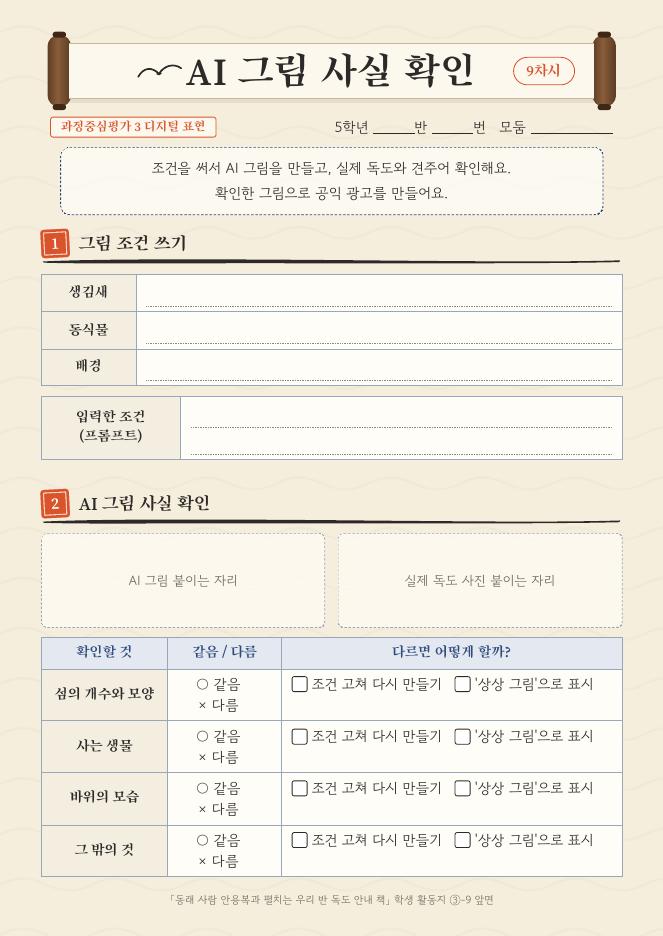 AI 그림 사실 확인
9차시
과정중심평가 3 디지털 표현
5학년 ______반 ______번 모둠 ____________
조건을 써서 AI 그림을 만들고, 실제 독도와 견주어 확인해요.
확인한 그림으로 공익 광고를 만들어요.
1 그림 조건 쓰기
생김새
동식물
배경
입력한 조건
(프롬프트)
2 AI 그림 사실 확인
AI 그림 붙이는 자리
실제 독도 사진 붙이는 자리
확인할 것 같음 / 다름 다르면 어떻게 할까?
섬의 개수와 모양
○ 같음
× 다름
조건 고쳐 다시 만들기 '상상 그림'으로 표시
사는 생물
○ 같음
× 다름
조건 고쳐 다시 만들기 '상상 그림'으로 표시
바위의 모습
○ 같음
× 다름
조건 고쳐 다시 만들기 '상상 그림'으로 표시
그 밖의 것
○ 같음
× 다름
조건 고쳐 다시 만들기 '상상 그림'으로 표시
「동래 사람 안용복과 펼치는 우리 반 독도 안내 책」 학생 활동지 ③-9 앞면